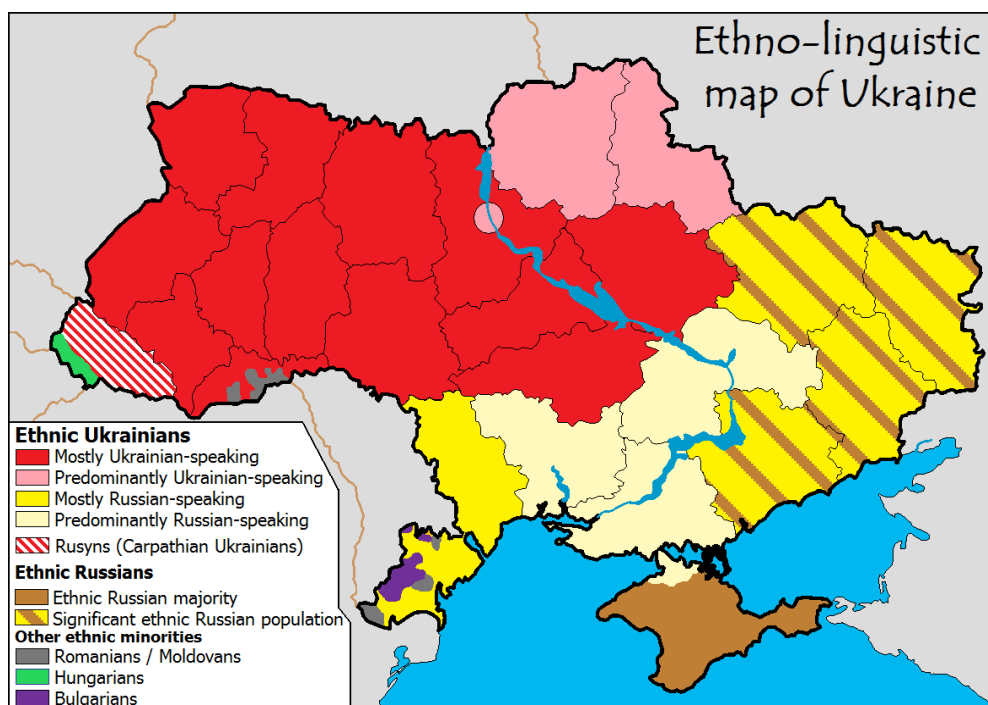 Ethno-linguistic
map of Ukraine
Ethnic Ukrainians
Mostly Ukrainian-speaking
Predominantly Ukrainian-speaking
Mostly Russian-speaking
Predominantly Russian-speaking
Rusyns (Carpathian Ukrainians)
Ethnic Russians
Ethnic Russian majority
Significant ethnic Russian population
Other ethnic minorities
Romanians / Moldovans
Hungarians
Bulgarians